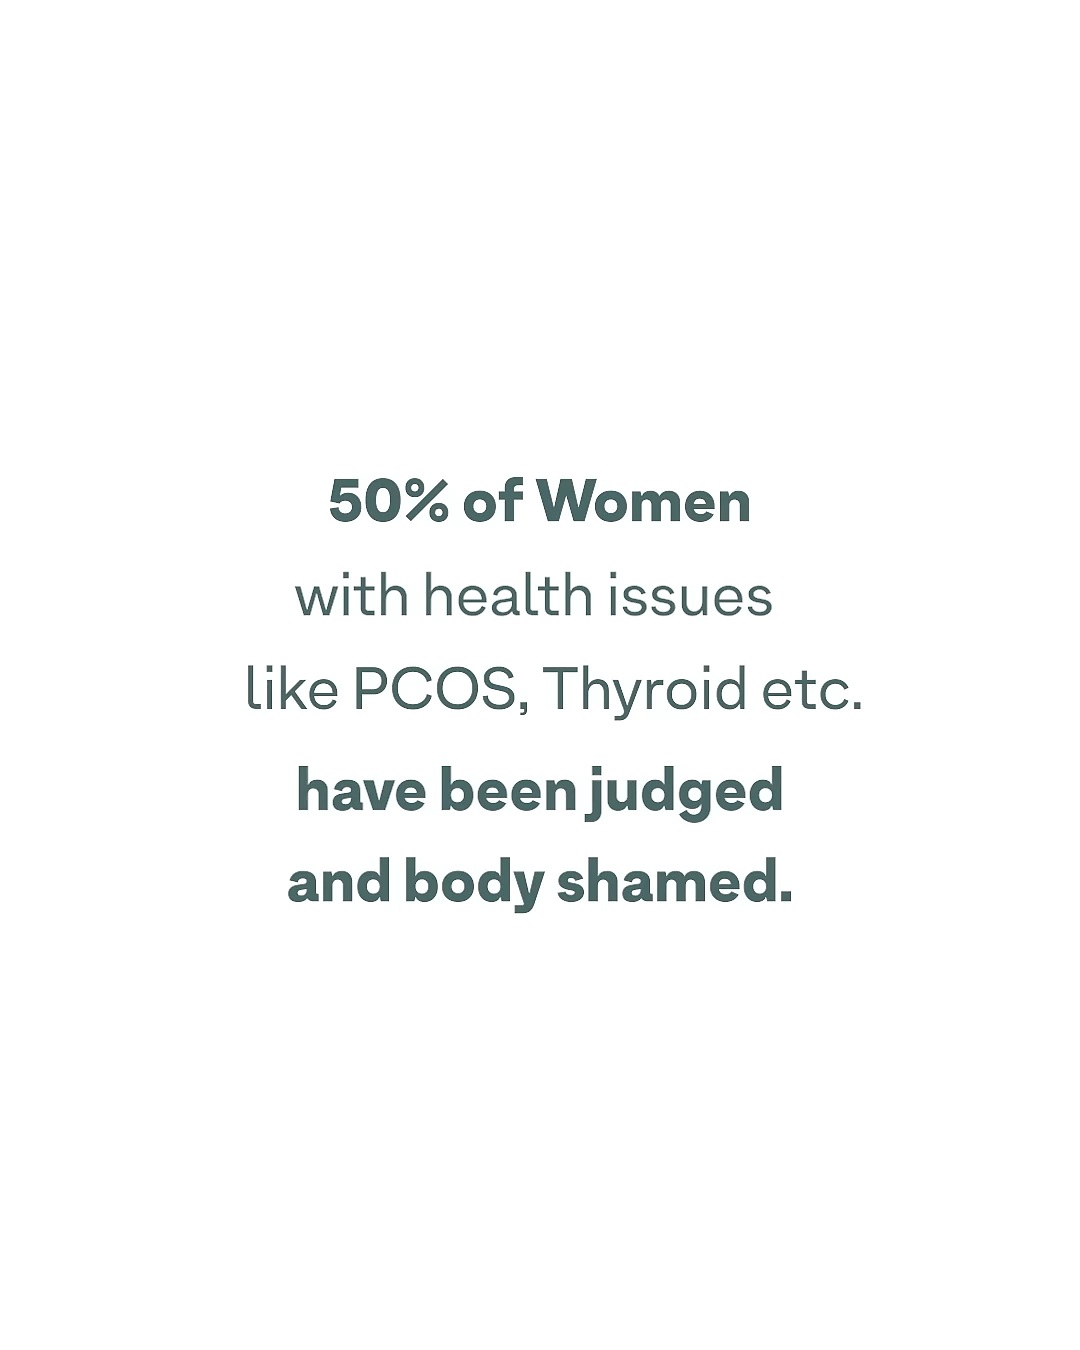 50% of Women
with health issues
like PCOS, Thyroid etc.
have been judged
and body shamed.